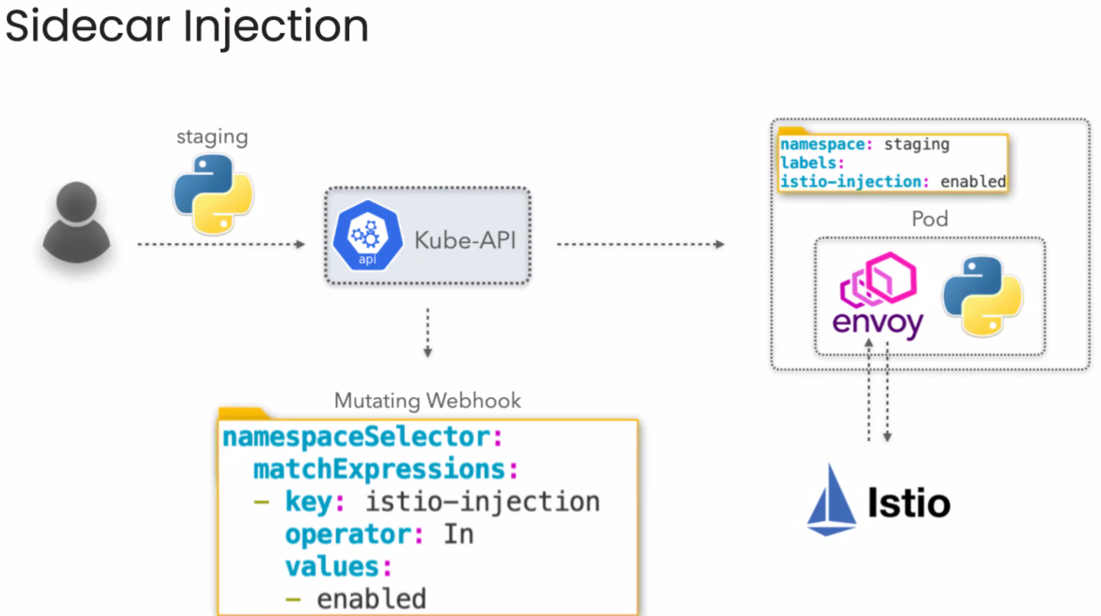 Sidecar Injection
staging
api
Kube-API
namespace: staging
labels:
istio-injection: enabled
Pod
envoy
Mutating Webhook
namespaceSelector:
  matchExpressions:
  - key: istio-injection
    operator: In
    values:
    - enabled
Istio